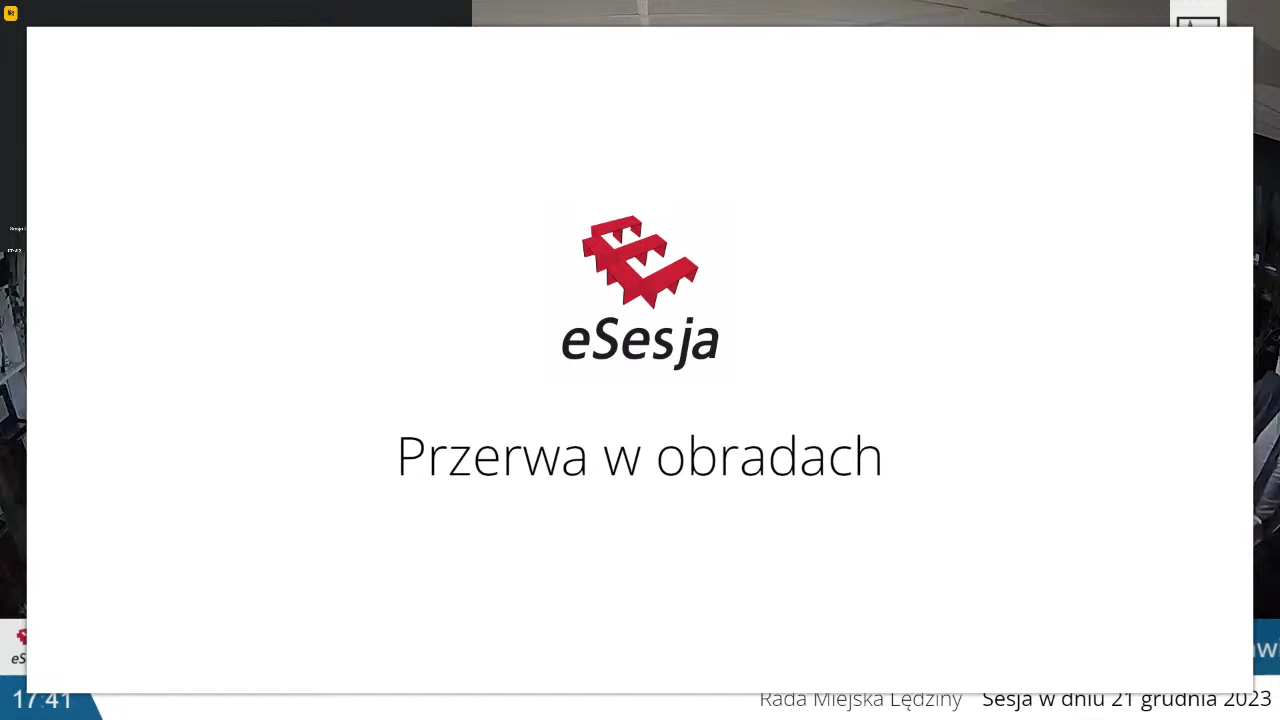 eSesja
Przerwa w obradach
17:41
Rada Miejska Lędziny
Sesja w dniu 21 grudnia 2023